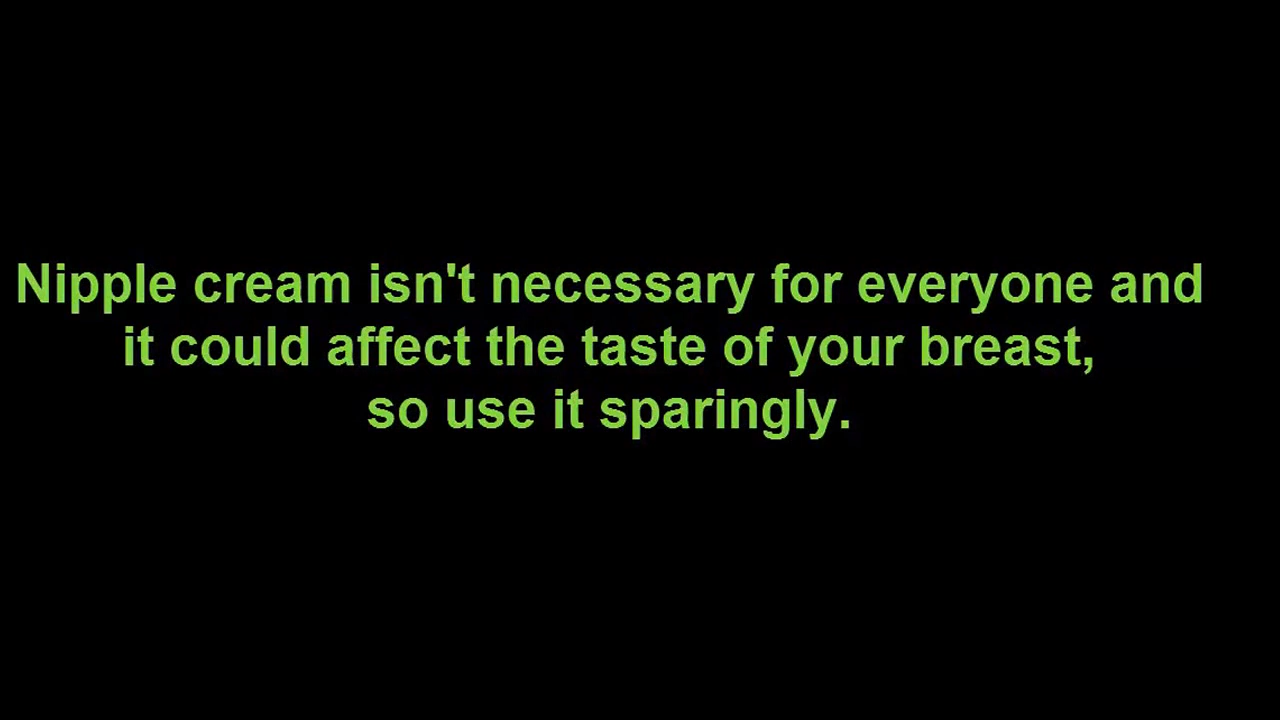 Nipple cream isn't necessary for everyone and
it could affect the taste of your breast,
so use it sparingly.